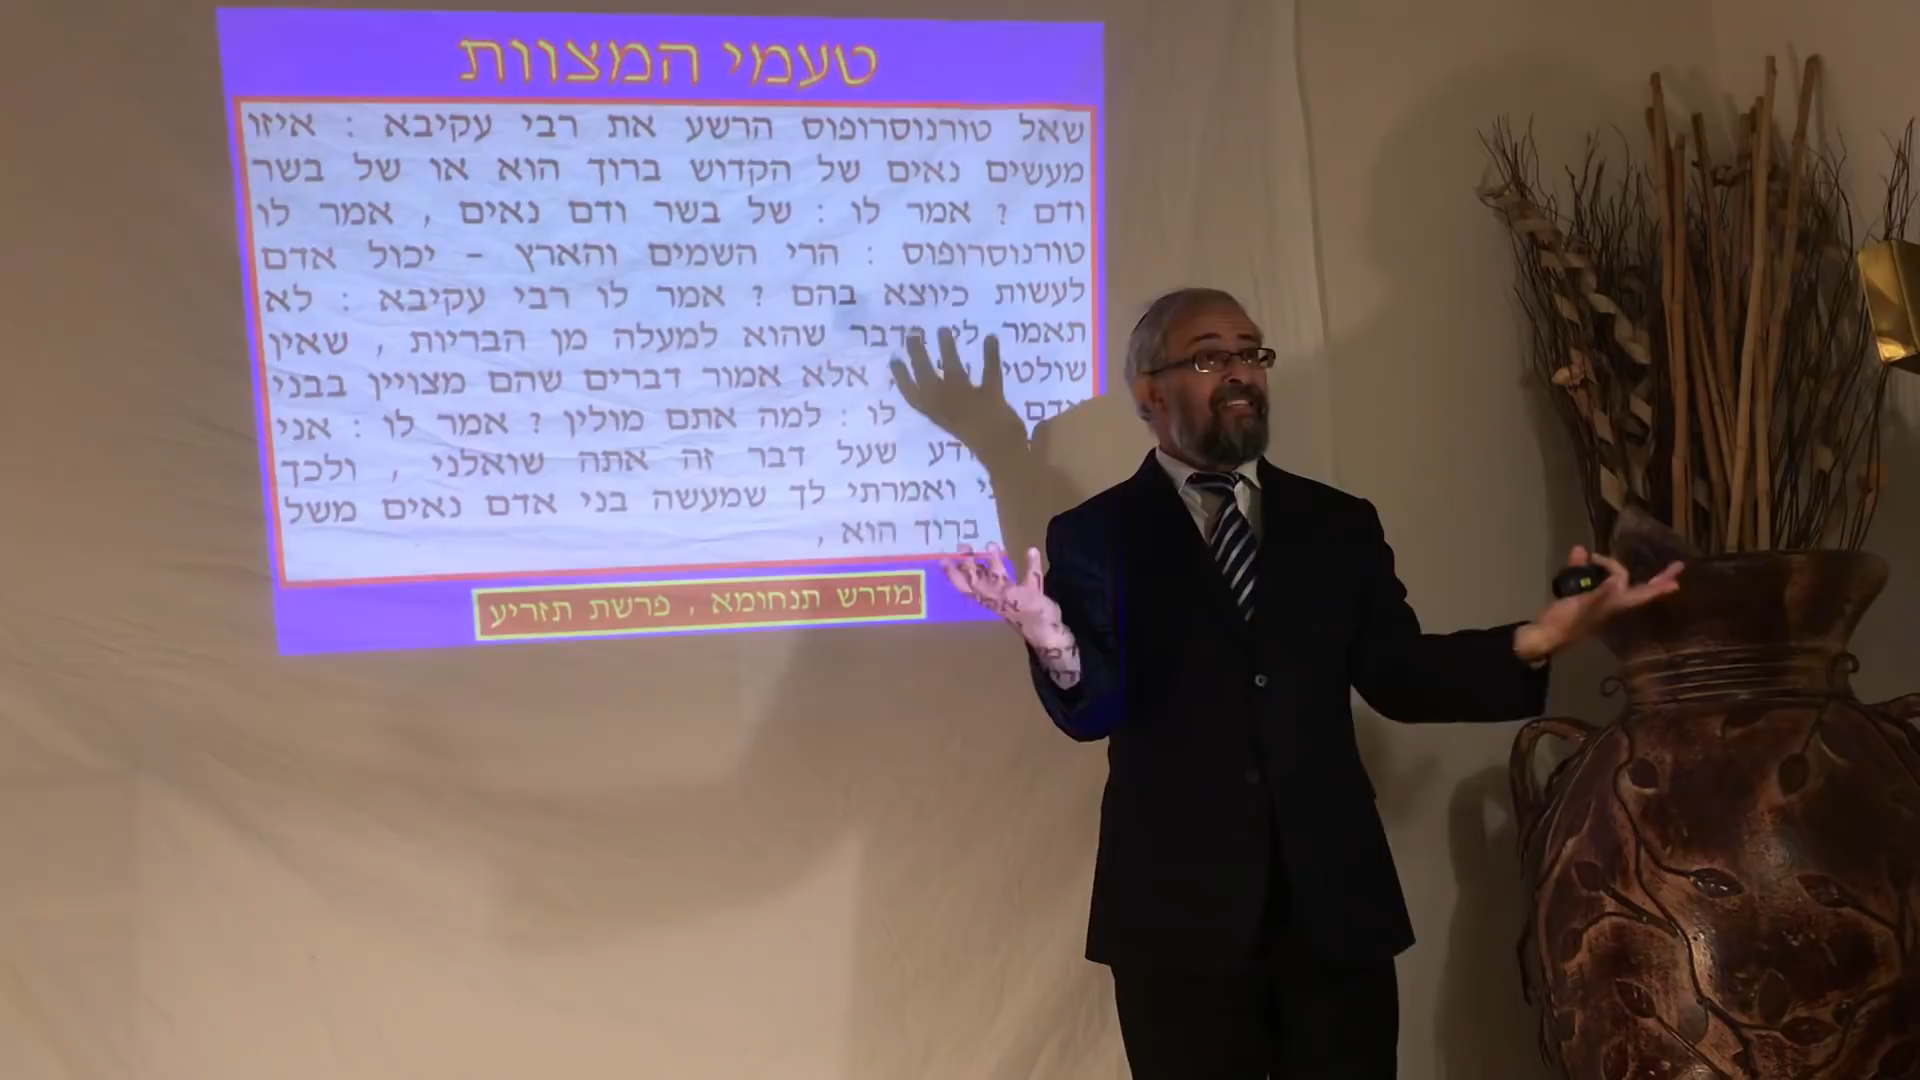 טעמי המצוות
שאל טורנוסרופוס הרשע את רבי עקיבא : איזו
מעשים נאים של הקדוש ברוך הוא או של בשר
ודם ? אמר לו : של בשר ודם נאים , אמר לו
טורנוסרופוס : הרי השמים והארץ - יכול אדם
לעשות כיוצא בהם ? אמר לו רבי עקיבא : לא
תאמר לי בדבר שהוא למעלה מן הבריות , שאין
, אלא אמור דברים שהם מצויין בבני
אדם לו : למה אתם מולין ? אמר לו : אני
שעל דבר זה אתה שואלני , ולכך
ואמרתי לך שמעשה בני אדם נאים משל
ברוך הוא ,
מדרש תנחומא , פרשת תזריע